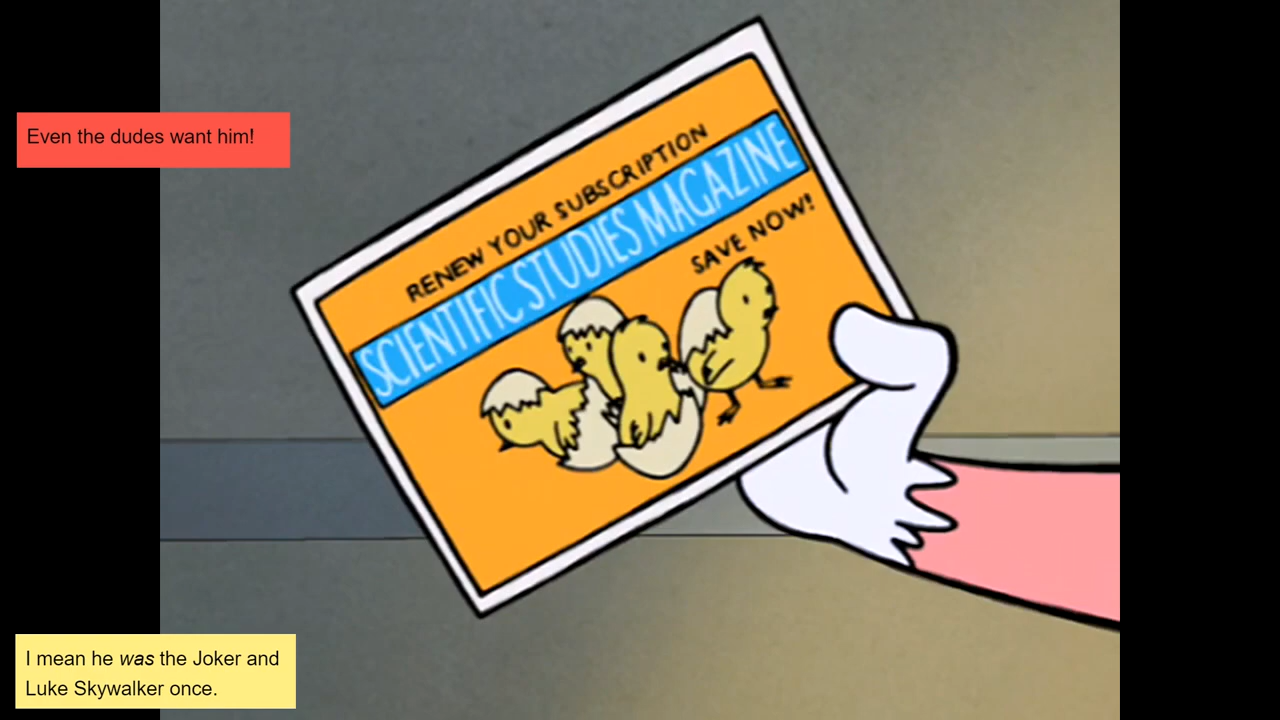 Even the dudes want him!
RENEW YOUR SUBSCRIPTION
SCIENTIFIC STUDIES MAGAZINE
SAVE NOW!
I mean he was the Joker and
Luke Skywalker once.